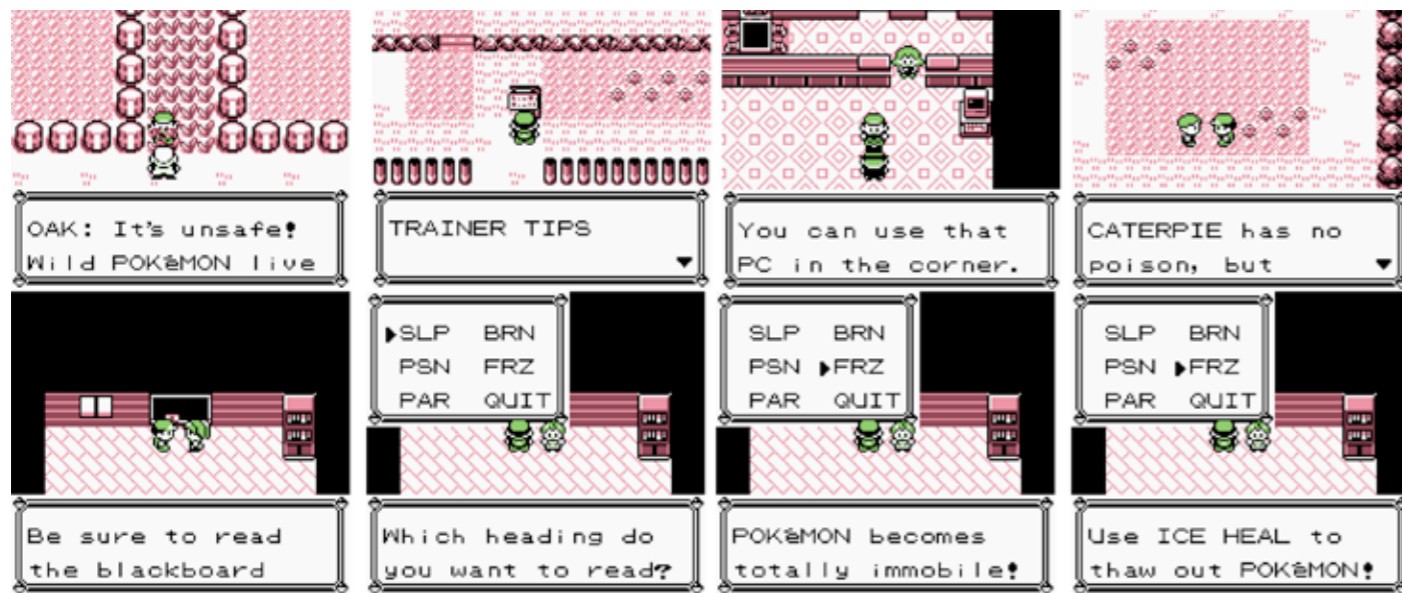 OAK: It's unsafe!
Wild POKéMON live
TRAINER TIPS
You can use that
PC in the corner.
CATERPIE has no
poison, but
Be sure to read
the blackboard
SLP BRN
PSN FRZ
PAR QUIT
Which heading do
you want to read?
SLP BRN
PSN FRZ
PAR QUIT
POKéMON becomes
totally immobile!
SLP BRN
PSN FRZ
PAR QUIT
Use ICE HEAL to
thaw out POKéMON!